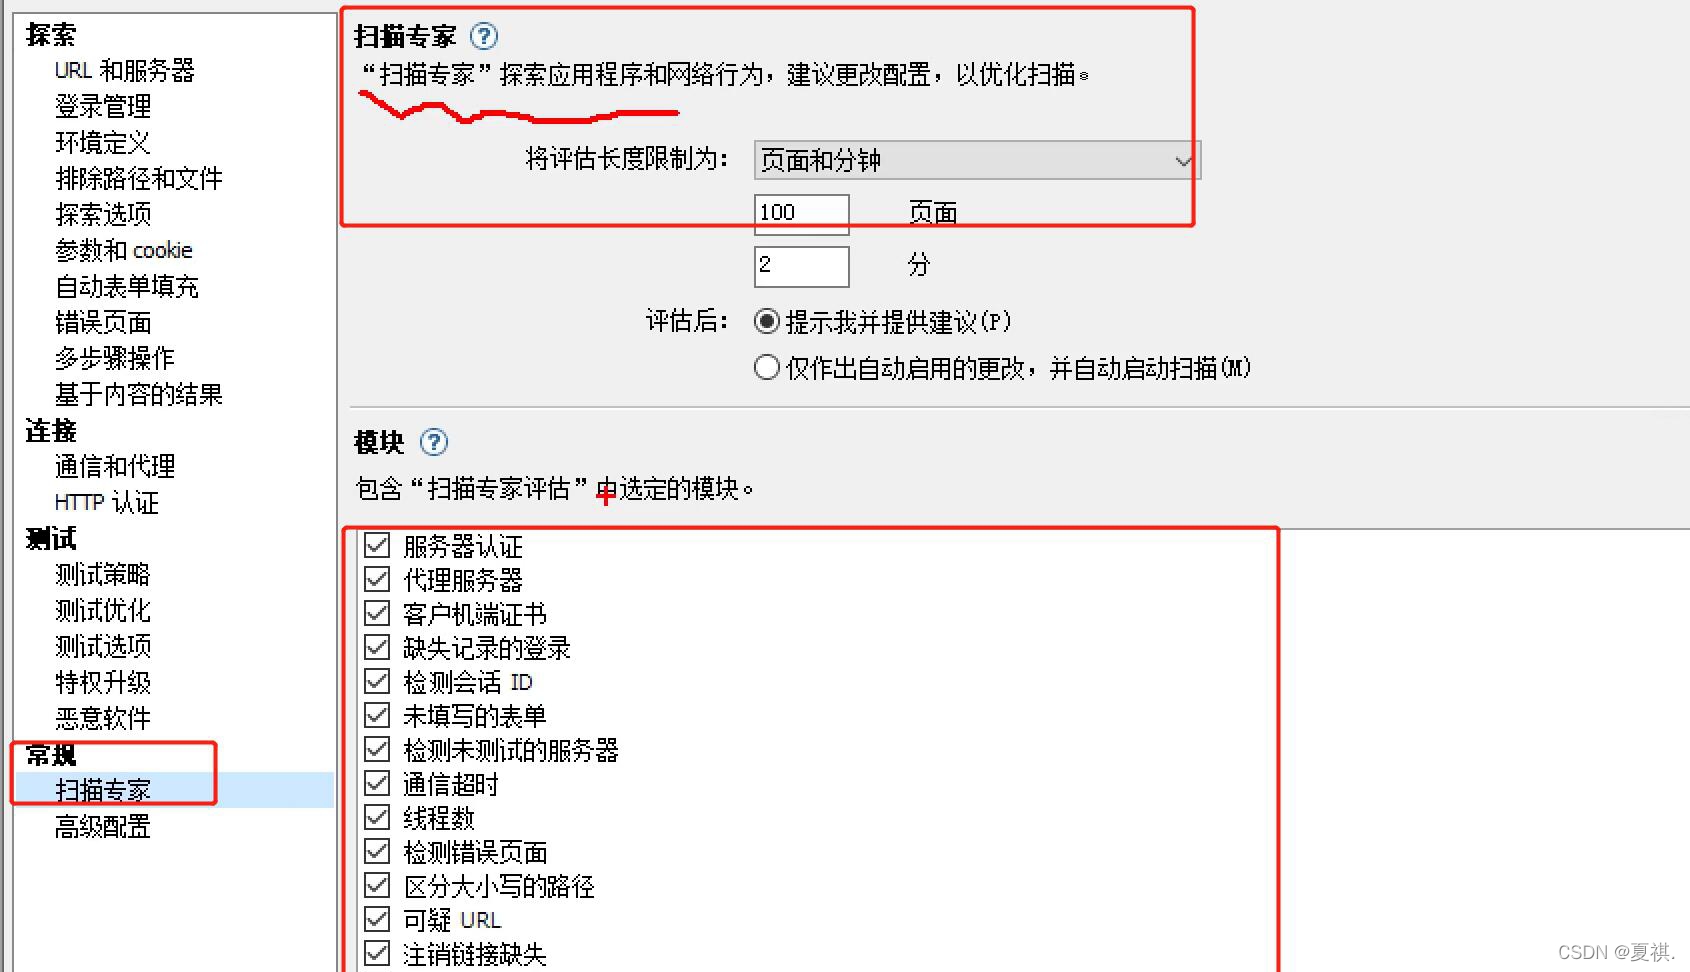 探索
URL 和服务器
登录管理
环境定义
排除路径和文件
探索选项
参数和 cookie
自动表单填充
错误页面
多步骤操作
基于内容的结果
连接
通信和代理
HTTP 认证
测试
测试策略
测试优化
测试选项
特权升级
恶意软件
常规
扫描专家
高级配置
扫描专家 ?
“扫描专家”探索应用程序和网络行为，建议更改配置，以优化扫描。
将评估长度限制为： 页面和分钟
100 页面
2 分
评估后： 提示我并提供建议(P)
仅作出自动启用的更改，并自动启动扫描(M)
模块 ?
包含“扫描专家评估”中选定的模块。
服务器认证
代理服务器
客户机端证书
缺失记录的登录
检测会话 ID
未填写的表单
检测未测试的服务器
通信超时
线程数
检测错误页面
区分大小写的路径
可疑 URL
注销链接缺失
CSDN @夏祺.